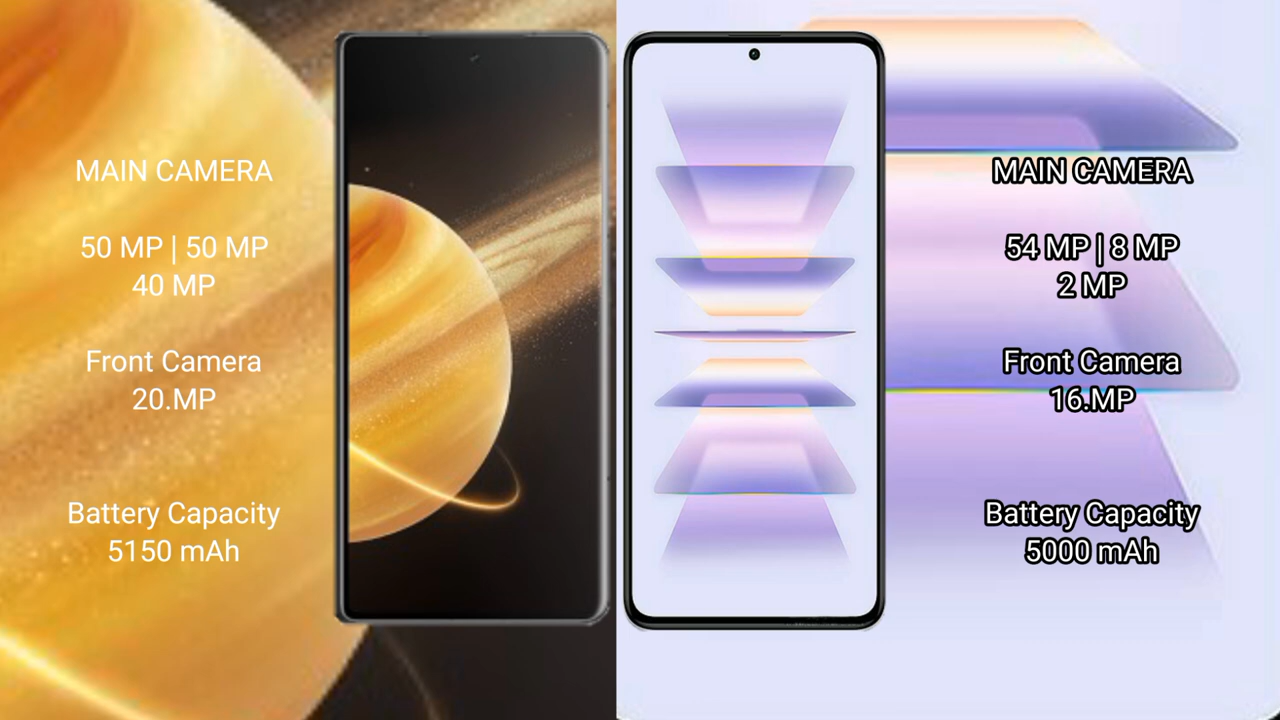 MAIN CAMERA
50 MP | 50 MP
40 MP
Front Camera
20.MP
Battery Capacity
5150 mAh
MAIN CAMERA
54 MP | 8 MP
2 MP
Front Camera
16.MP
Battery Capacity
5000 mAh